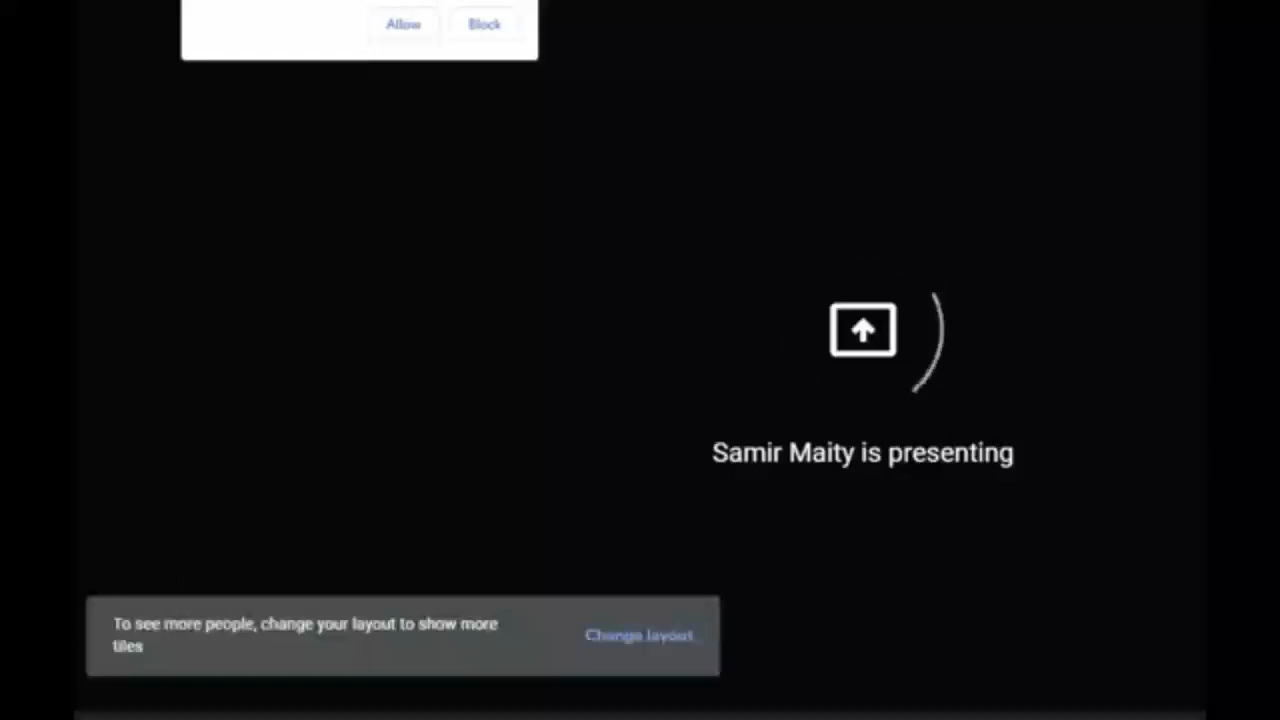 Allow Block
Samir Maity is presenting
To see more people, change your layout to show more
tiles
Change layout